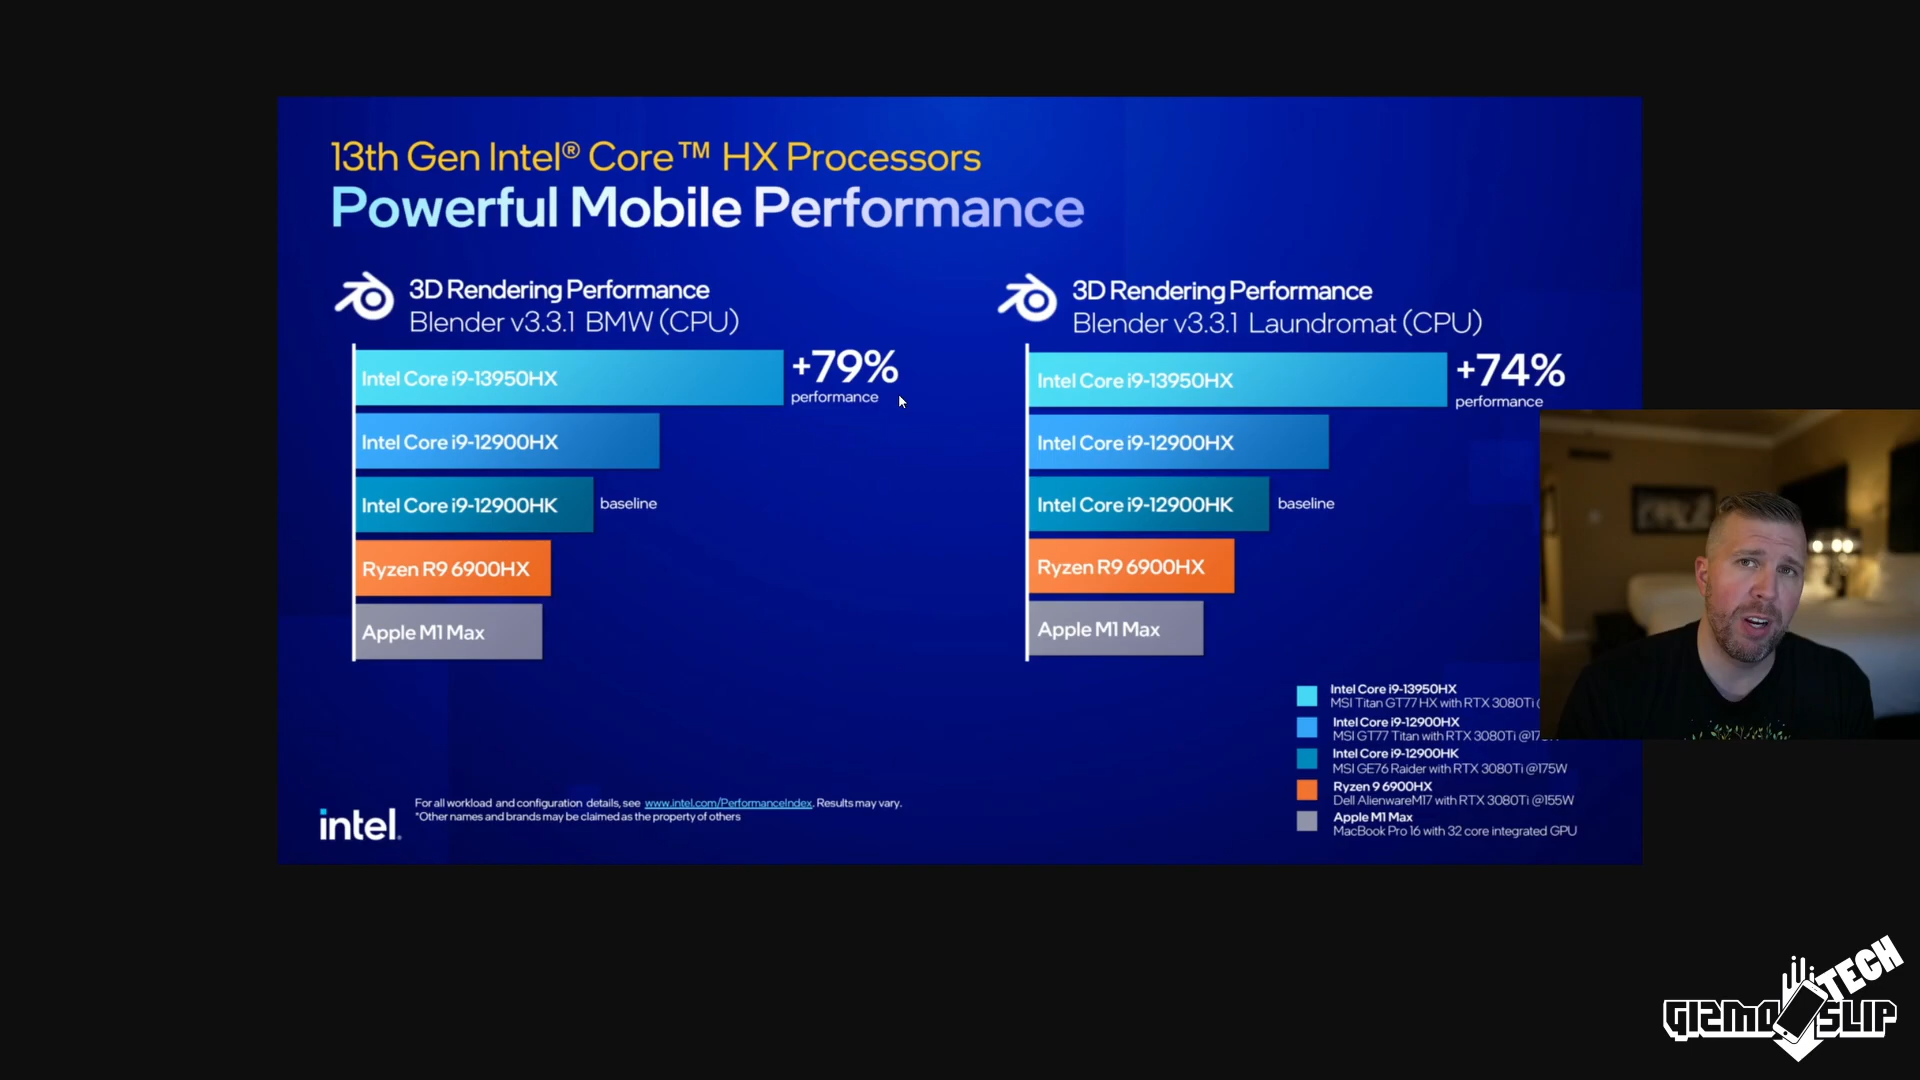 13th Gen Intel® Core™ HX Processors
Powerful Mobile Performance
3D Rendering Performance
Blender v3.3.1 BMW (CPU)
Intel Core i9-13950HX
+79%
performance
Intel Core i9-12900HX
Intel Core i9-12900HK
baseline
Ryzen R9 6900HX
Apple M1 Max
3D Rendering Performance
Blender v3.3.1 Laundromat (CPU)
Intel Core i9-13950HX
+74%
performance
Intel Core i9-12900HX
Intel Core i9-12900HK
baseline
Ryzen R9 6900HX
Apple M1 Max
Intel Core i9-13950HX
MSI Titan GT77 HX with RTX 3080Ti (
Intel Core i9-12900HX
MSI GT77 Titan with RTX 3080Ti
Intel Core i9-12900HK
MSI GE76 Raider with RTX 3080Ti @175W
Ryzen 9 6900HX
Dell AlienwareM17 with RTX 3080Ti @155W
Apple M1 Max
MacBook Pro 16 with 32 core integrated GPU
intel.
For all workload and configuration details, see www.intel.com/PerformanceIndex. Results may vary.
*Other names and brands may be claimed as the property of others
GIZMO SLIP
TECH